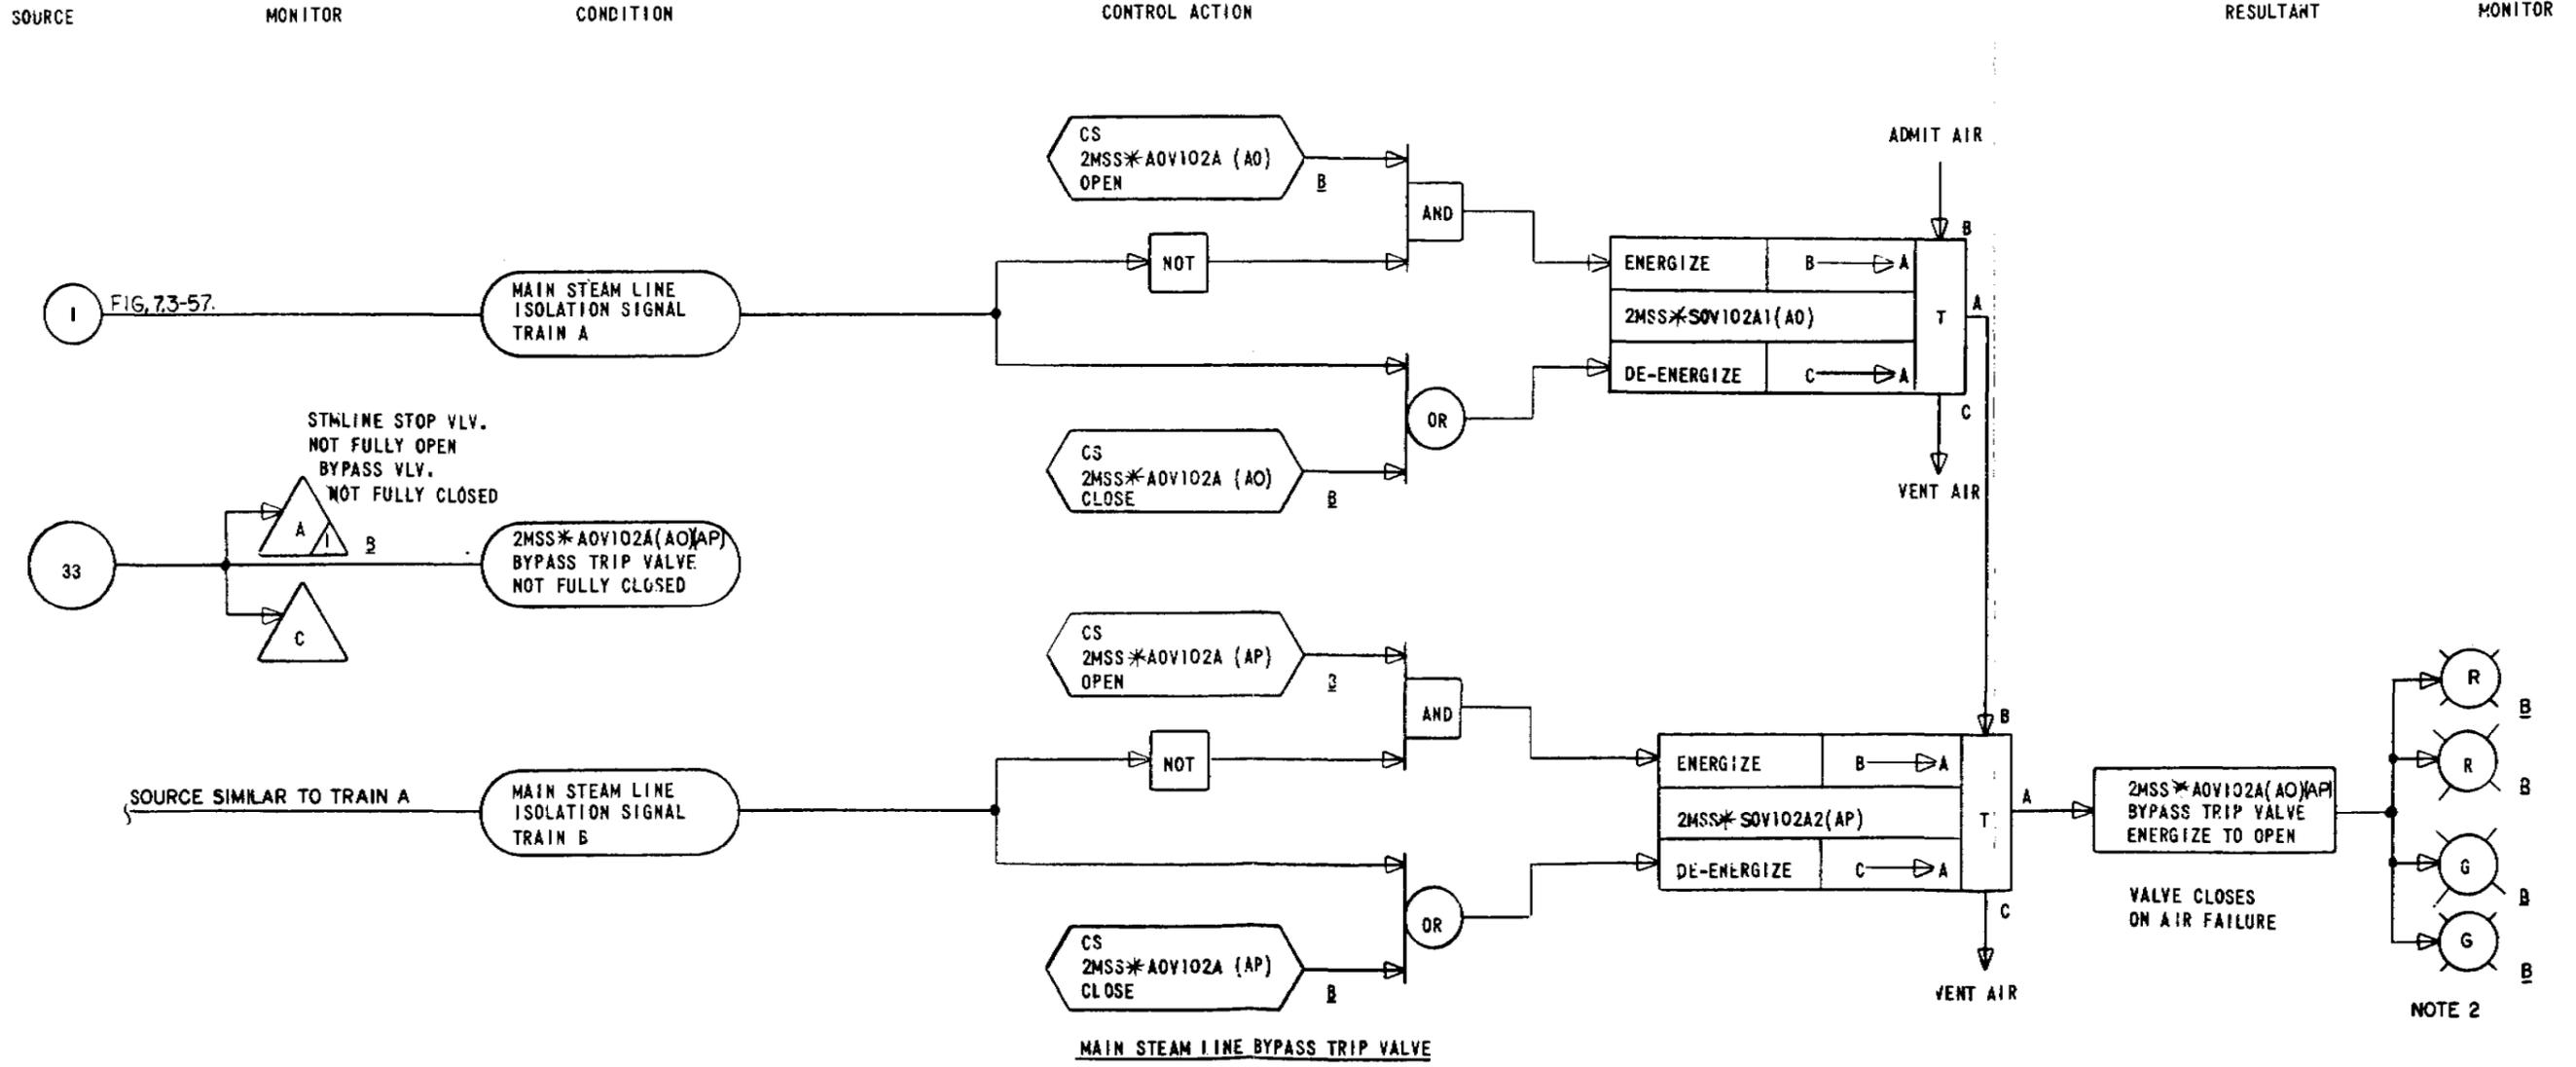 SOURCE MONITOR CONDITION CONTROL ACTION RESULTANT MONITOR
CS
2MSS*AOV102A (AO)
OPEN
B
AND
ADMIT AIR
B
NOT
ENERGIZE B A
1 FIG, 7.3-57.
MAIN STEAM LINE
ISOLATION SIGNAL
TRAIN A
2MSS*SOV102A1(AO)
T
A
DE-ENERGIZE C A
C
VENT AIR
OR
CS
2MSS*AOV102A (AO)
CLOSE
B
STMLINE STOP VLV.
NOT FULLY OPEN
BYPASS VLV.
NOT FULLY CLOSED
A
1
B
33
2MSS*AOV102A(AO)(AP)
BYPASS TRIP VALVE
NOT FULLY CLOSED
C
CS
2MSS*AOV102A (AP)
OPEN
AND
B
NOT
ENERGIZE B A
SOURCE SIMILAR TO TRAIN A
MAIN STEAM LINE
ISOLATION SIGNAL
TRAIN B
2MSS*SOV102A2(AP)
T
A
DE-ENERGIZE C A
C
VENT AIR
OR
CS
2MSS*AOV102A (AP)
CLOSE
B
2MSS*AOV102A(AO)(AP)
BYPASS TRIP VALVE
ENERGIZE TO OPEN
VALVE CLOSES
ON AIR FAILURE
R
B
R
B
G
B
G
B
NOTE 2
MAIN STEAM LINE BYPASS TRIP VALVE